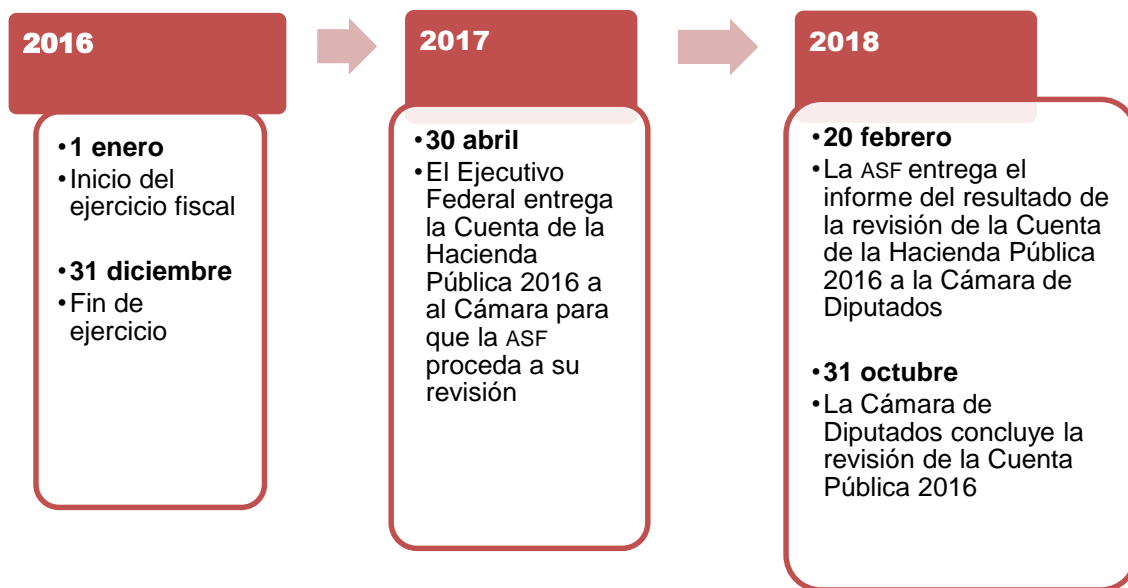 2016
•1 enero
•Inicio del
ejercicio fiscal
•31 diciembre
•Fin de
ejercicio
2017
•30 abril
•El Ejecutivo
Federal entrega
la Cuenta de la
Hacienda
Pública 2016 a
al Cámara para
que la ASF
proceda a su
revisión
2018
•20 febrero
•La ASF entrega el
informe del resultado de
la revisión de la Cuenta
de la Hacienda Pública
2016 a la Cámara de
Diputados
•31 octubre
•La Cámara de
Diputados concluye la
revisión de la Cuenta
Pública 2016